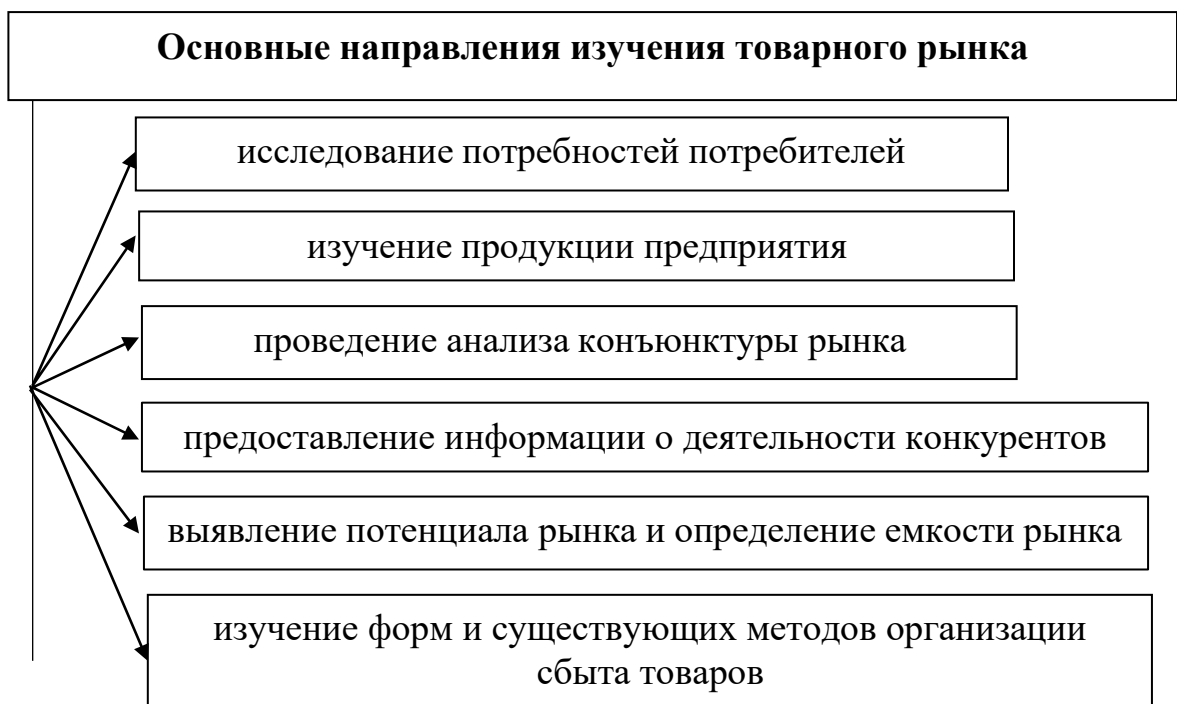 Основные направления изучения товарного рынка
исследование потребностей потребителей
изучение продукции предприятия
проведение анализа конъюнктуры рынка
предоставление информации о деятельности конкурентов
выявление потенциала рынка и определение емкости рынка
изучение форм и существующих методов организации
сбыта товаров